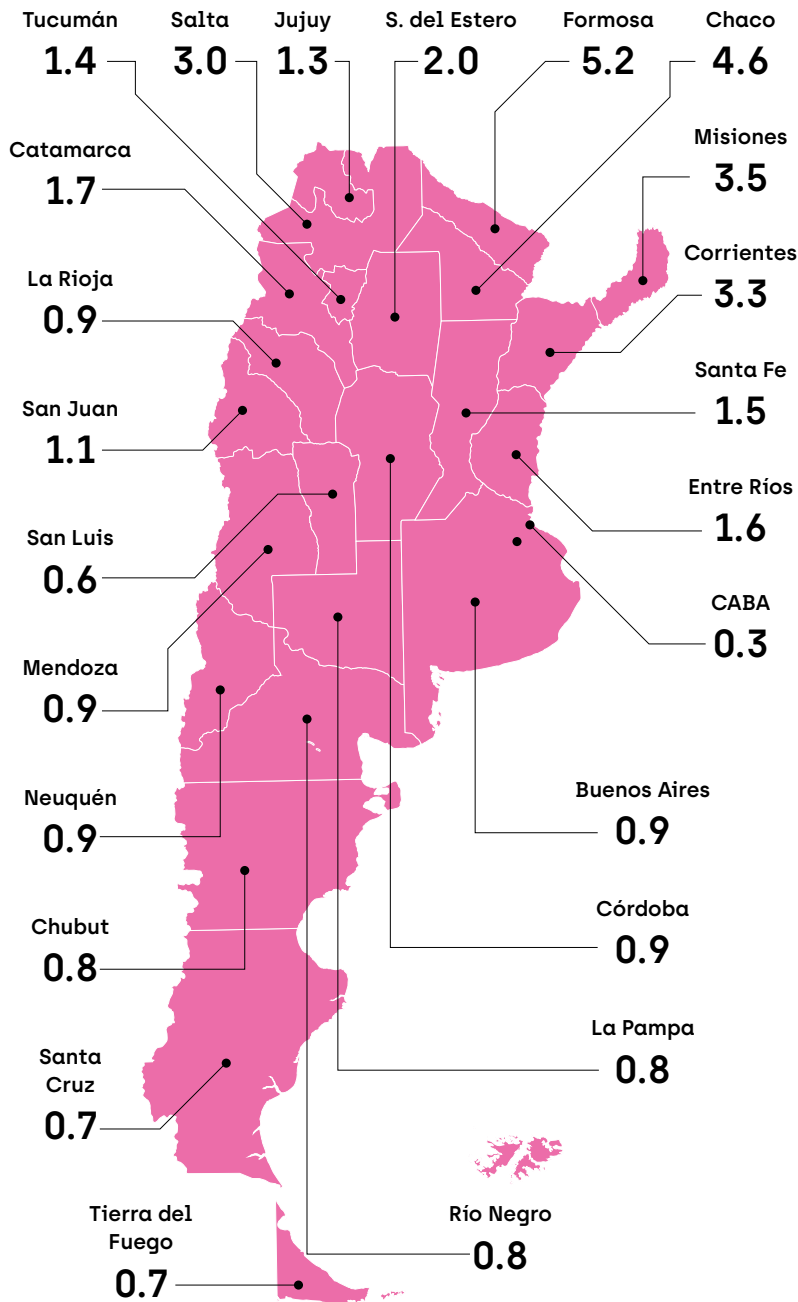 Tucumán
1.4
Salta
3.0
Jujuy
1.3
S. del Estero
2.0
Formosa
5.2
Chaco
4.6
Misiones
3.5
Catamarca
1.7
Corrientes
3.3
La Rioja
0.9
Santa Fe
1.5
San Juan
1.1
Entre Ríos
1.6
San Luis
0.6
CABA
0.3
Mendoza
0.9
Neuquén
0.9
Buenos Aires
0.9
Chubut
0.8
Córdoba
0.9
La Pampa
0.8
Santa
Cruz
0.7
Tierra del
Fuego
0.7
Río Negro
0.8